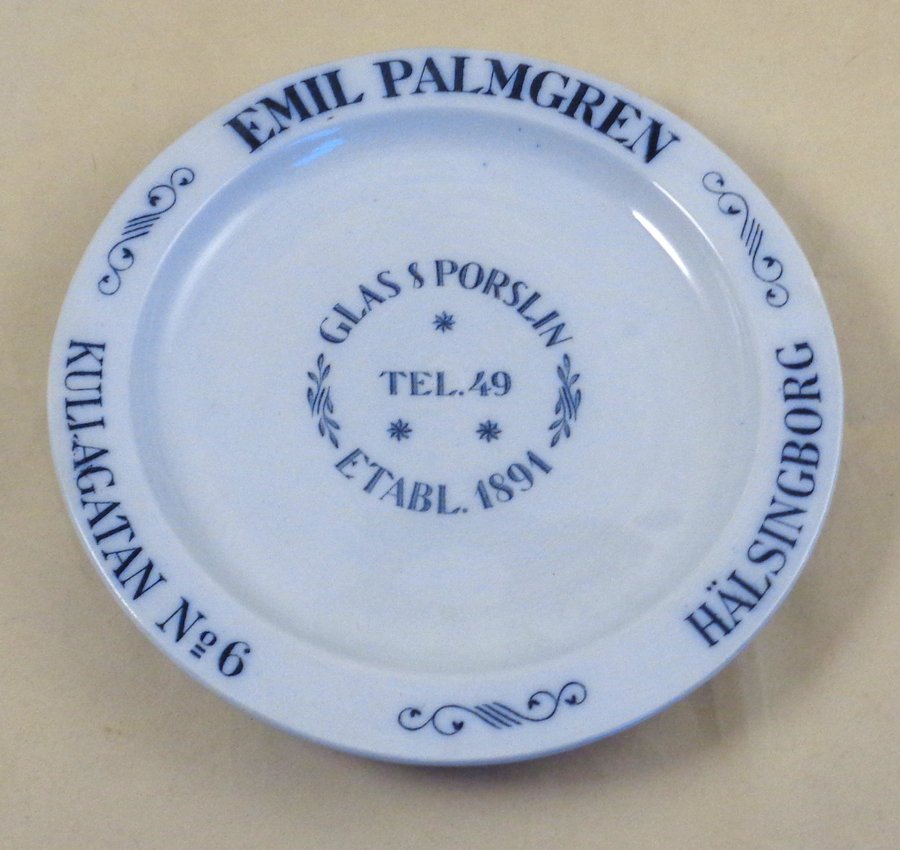 EMIL PALMGREN
KULLAGATAN No 6
HÄLSINGBORG
GLAS & PORSLIN
TEL. 49
ETABL. 1891